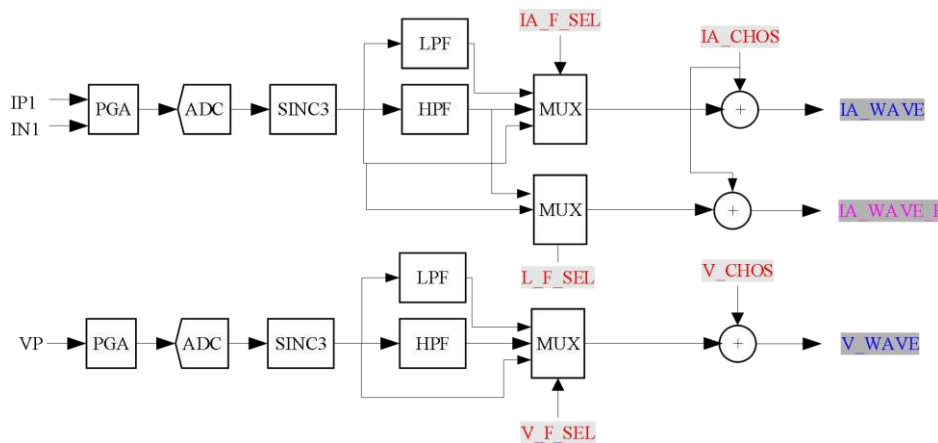 IA_F_SEL
IA_CHOS
LPF
IP1
IN1
PGA
ADC
SINC3
HPF
MUX
+
IA_WAVE
MUX
+
L_F_SEL
V_CHOS
LPF
VP
PGA
ADC
SINC3
HPF
MUX
+
V_WAVE
V_F_SEL